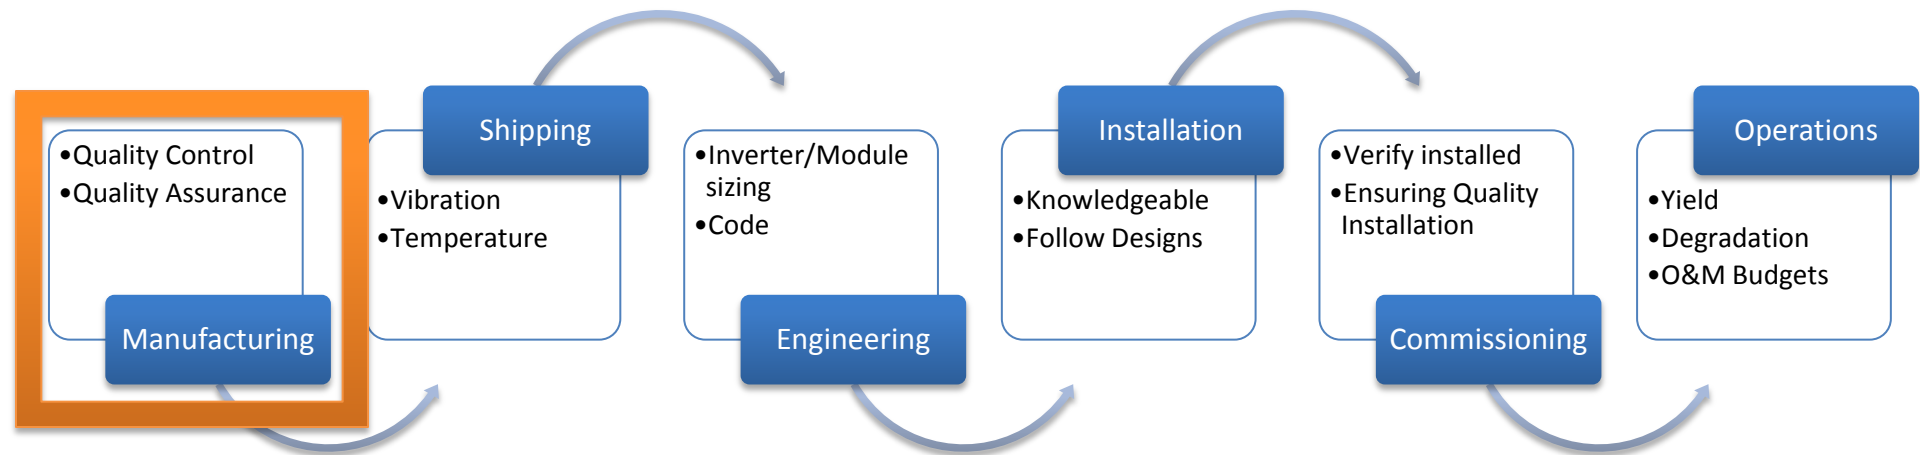 •Quality Control
•Quality Assurance
Manufacturing
Shipping
•Vibration
•Temperature
•Inverter/Module
sizing
•Code
Engineering
Installation
•Knowledgeable
•Follow Designs
•Verify installed
•Ensuring Quality
Installation
Commissioning
Operations
•Yield
•Degradation
•O&M Budgets